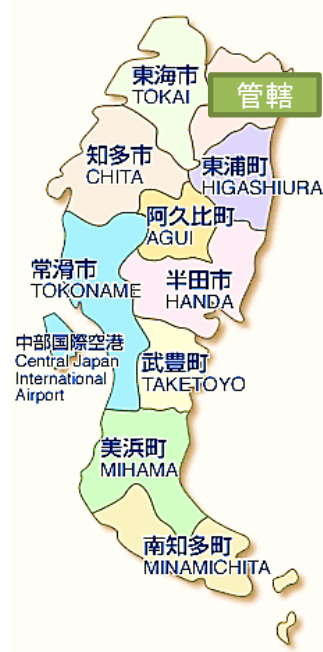 東海市
TOKAI
管轄
知多市
CHITA
東浦町
HIGASHIURA
阿久比町
AGUI
常滑市
TOKONAME
半田市
HANDA
中部国際空港
Central Japan
International
Airport
武豊町
TAKETOYO
美浜町
MIHAMA
南知多町
MINAMICHITA